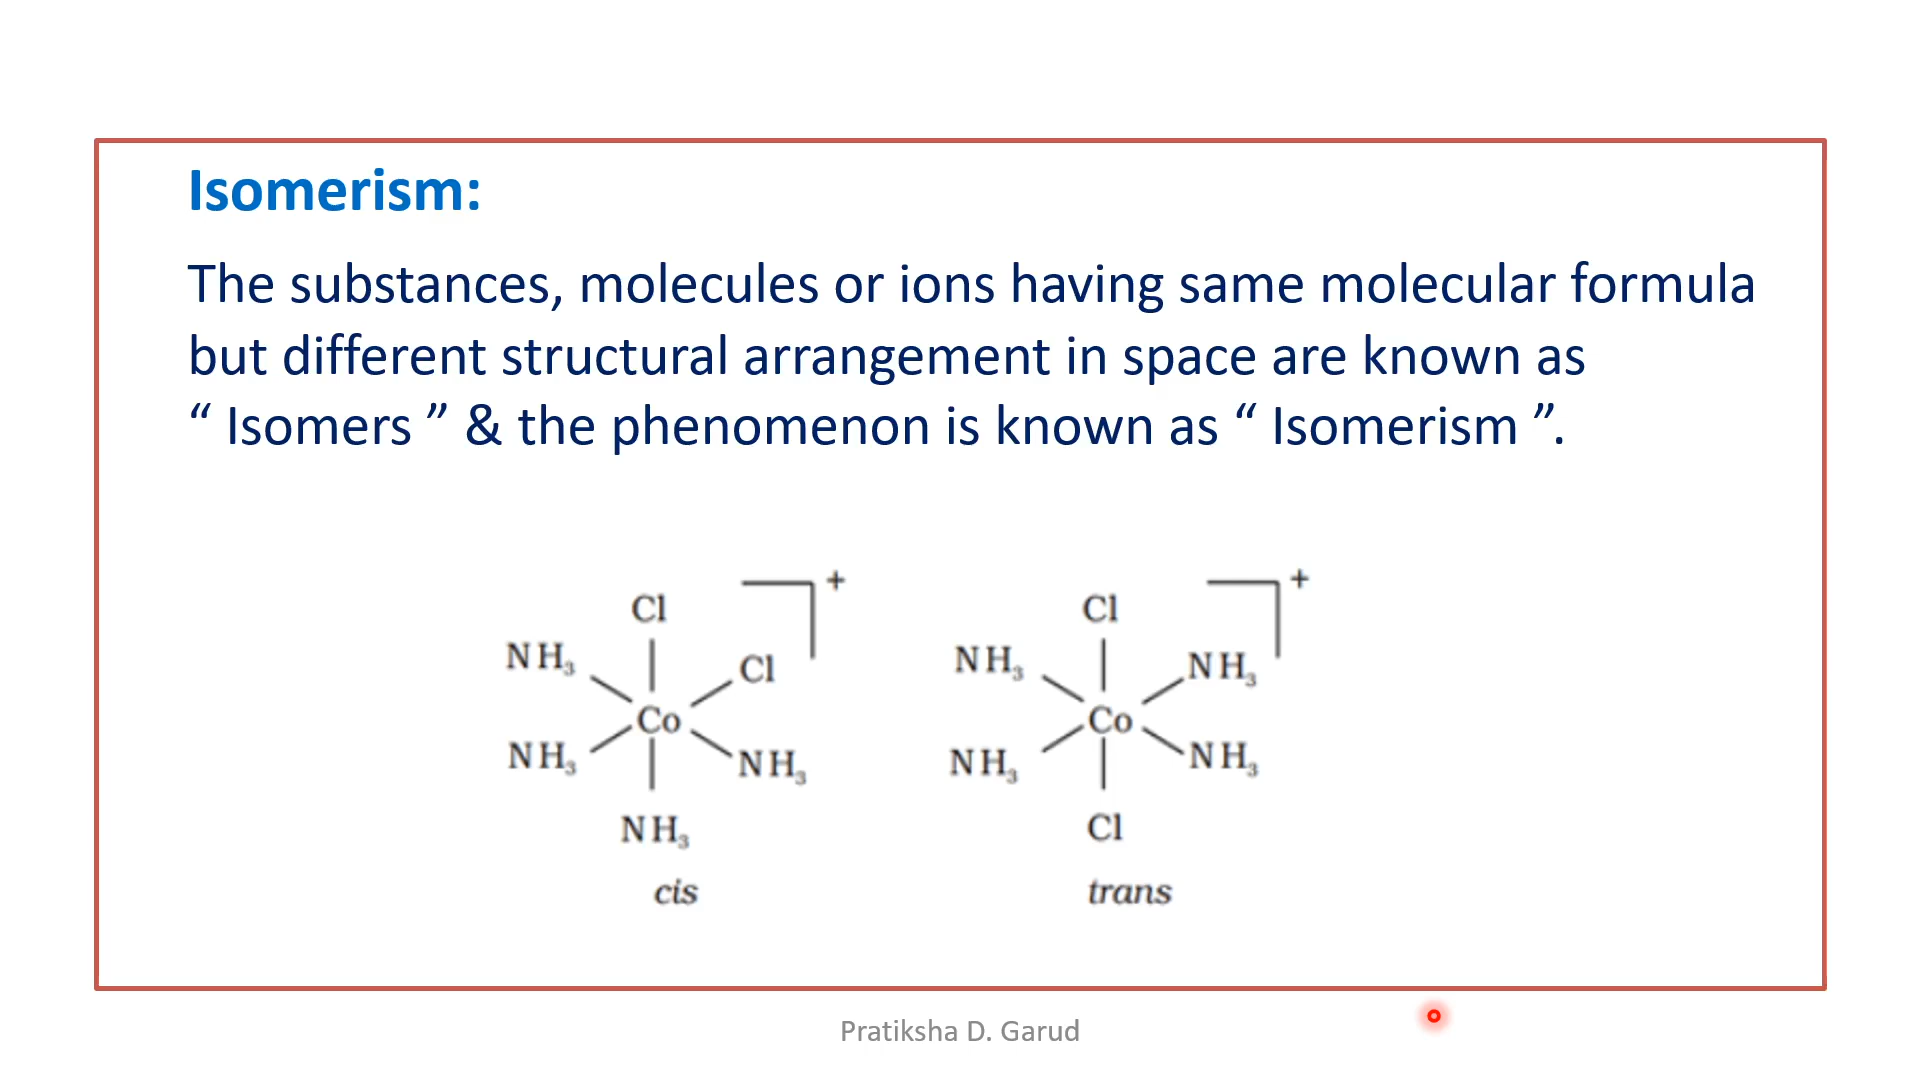 Isomerism:
The substances, molecules or ions having same molecular formula
but different structural arrangement in space are known as
“ Isomers ” & the phenomenon is known as “ Isomerism ”.
+
Cl
NH₃
Cl
Co
NH₃
NH₃
NH₃
cis
+
Cl
NH₃
NH₃
Co
NH₃
NH₃
Cl
trans
Pratiksha D. Garud